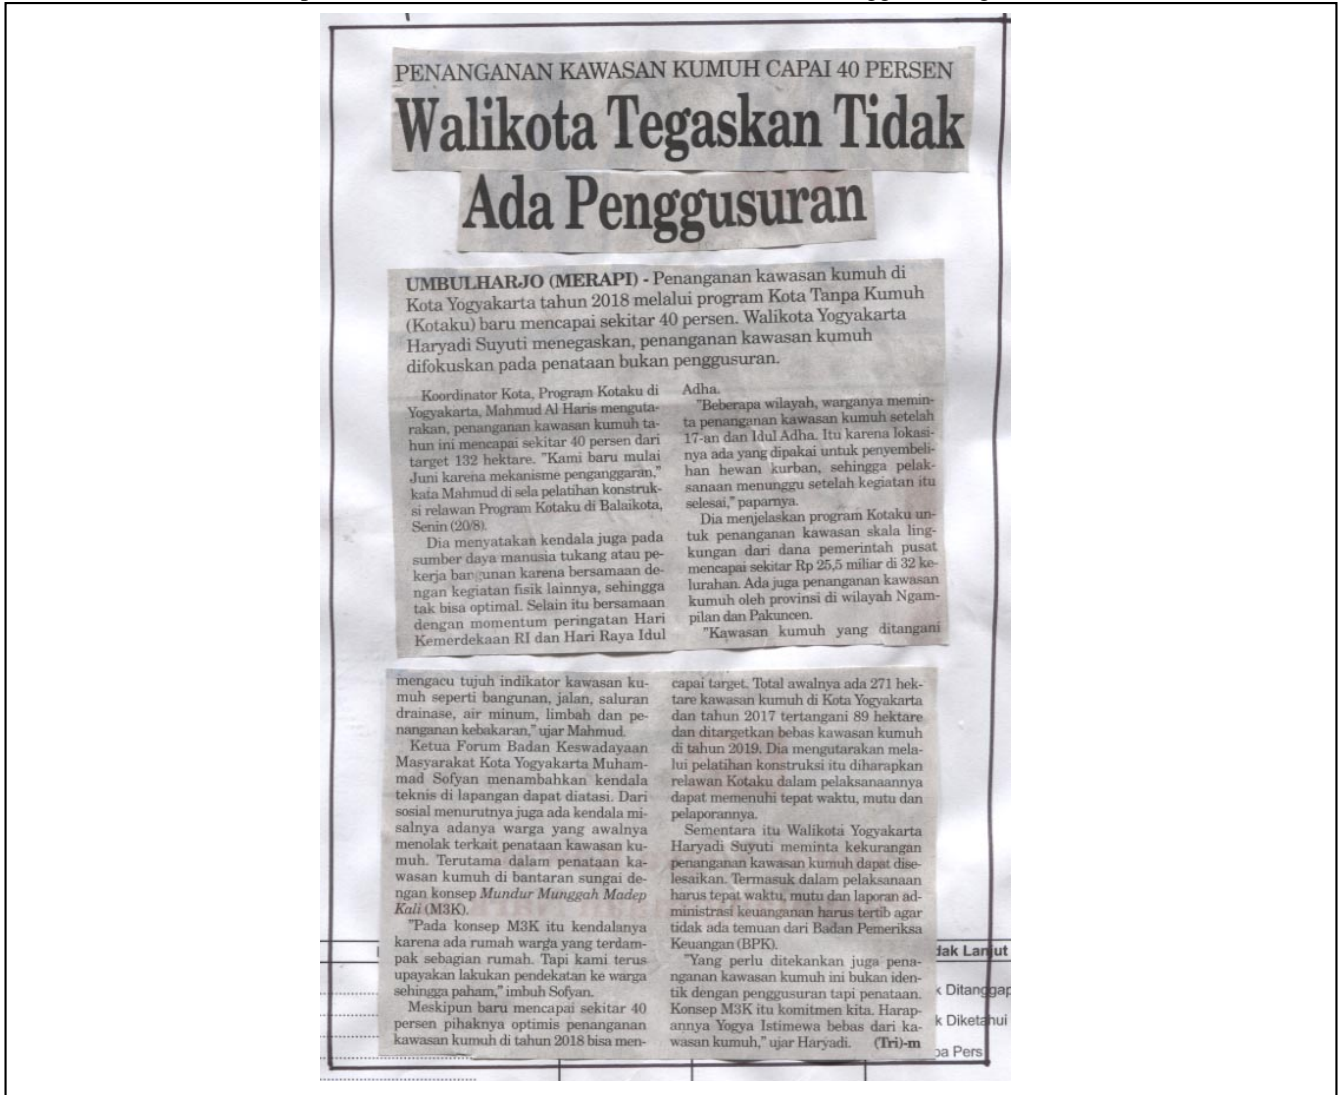 PENANGANAN KAWASAN KUMUH CAPAI 40 PERSEN
Walikota Tegaskan Tidak
Ada Penggusuran
UMBULHARJO (MERAPI) - Penanganan kawasan kumuh di
Kota Yogyakarta tahun 2018 melalui program Kota Tanpa Kumuh
(Kotaku) baru mencapai sekitar 40 persen. Walikota Yogyakarta
Haryadi Suyuti menegaskan, penanganan kawasan kumuh
difokuskan pada penataan bukan penggusuran.
Koordinator Kota, Program Kotaku di
Yogyakarta, Mahmud Al Haris menguta-
rakan, penanganan kawasan kumuh ta-
hun ini mencapai sekitar 40 persen dari
target 132 hektare. "Kami baru mulai
Juni karena mekanisme penganggaran,"
kata Mahmud di sela pelatihan konstruk-
si relawan Program Kotaku di Balaikota,
Senin (20/8).
Dia menyatakan kendala juga pada
sumber daya manusia tukang atau pe-
kerja bangunan karena bersamaan de-
ngan kegiatan fisik lainnya, sehingga
tak bisa optimal. Selain itu bersamaan
dengan momentum peringatan Hari
Kemerdekaan RI dan Hari Raya Idul
Adha.
"Beberapa wilayah, warganya memin-
ta penanganan kawasan kumuh setelah
17-an dan Idul Adha. Itu karena lokasi-
nya ada yang dipakai untuk penyembeli-
han hewan kurban, sehingga pelak-
sanaan menunggu setelah kegiatan itu
selesai," paparnya.
Dia menjelaskan program Kotaku un-
tuk penanganan kawasan skala ling-
kungan dari dana pemerintah pusat
mencapai sekitar Rp 25,5 miliar di 32 ke-
lurahan. Ada juga penanganan kawasan
kumuh oleh provinsi di wilayah Ngam-
pilan dan Pakuncen.
"Kawasan kumuh yang ditangani
mengacu tujuh indikator kawasan ku-
muh seperti bangunan, jalan, saluran
drainase, air minum, limbah dan pe-
nanganan kebakaran," ujar Mahmud.
Ketua Forum Badan Keswadayaan
Masyarakat Kota Yogyakarta Muham-
mad Sofyan menambahkan kendala
teknis di lapangan dapat diatasi. Dari
sosial menurutnya juga ada kendala mi-
salnya adanya warga yang awalnya
menolak terkait penataan kawasan ku-
muh. Terutama dalam penataan ka-
wasan kumuh di bantaran sungai de-
ngan konsep Mundur Munggah Madep
Kali (M3K).
"Pada konsep M3K itu kendalanya
karena ada rumah warga yang terdam-
pak sebagian rumah. Tapi kami terus
upayakan lakukan pendekatan ke warga
sehingga paham," imbuh Sofyan.
Meskipun baru mencapai sekitar 40
persen pihaknya optimis penanganan
kawasan kumuh di tahun 2018 bisa men-
capai target. Total awalnya ada 271 hek-
tare kawasan kumuh di Kota Yogyakarta
dan tahun 2017 tertangani 89 hektare
dan ditargetkan bebas kawasan kumuh
di tahun 2019. Dia mengutarakan mela-
lui pelatihan konstruksi itu diharapkan
relawan Kotaku dalam pelaksanaannya
dapat memenuhi tepat waktu, mutu dan
pelaporannya.
Sementara itu Walikota Yogyakarta
Haryadi Suyuti meminta kekurangan
penanganan kawasan kumuh dapat dise-
lesaikan. Termasuk dalam pelaksanaan
harus tepat waktu, mutu dan laporan ad-
ministrasi keuangan harus tertib agar
tidak ada temuan dari Badan Pemeriksa
Keuangan (BPK).
"Yang perlu ditekankan juga pena-
nganan kawasan kumuh ini bukan iden-
tik dengan penggusuran tapi penataan.
Konsep M3K itu komitmen kita. Harap-
annya Yogya Istimewa bebas dari ka-
wasan kumuh," ujar Haryadi. (Tri)-m
dak Lanjut
Ditanggap
Diketahui
Pers